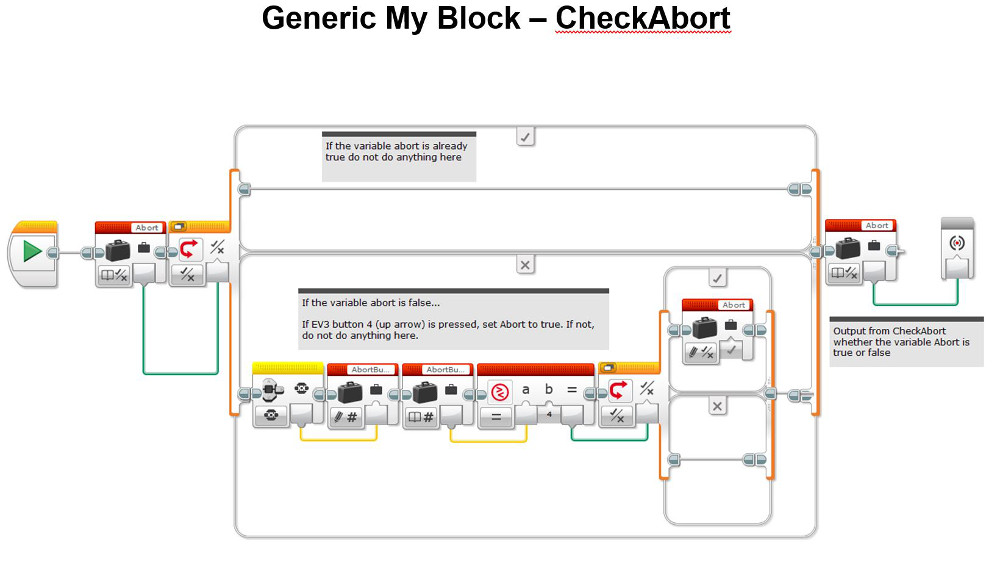 Generic My Block – CheckAbort
If the variable abort is already
true do not do anything here
Abort
Abort
If the variable abort is false...
If EV3 button 4 (up arrow) is pressed, set Abort to true. If not,
do not do anything here.
Abort
Output from CheckAbort
whether the variable Abort is
true or false
AbortBu...
AbortBu...
a b =
#
#
=
4